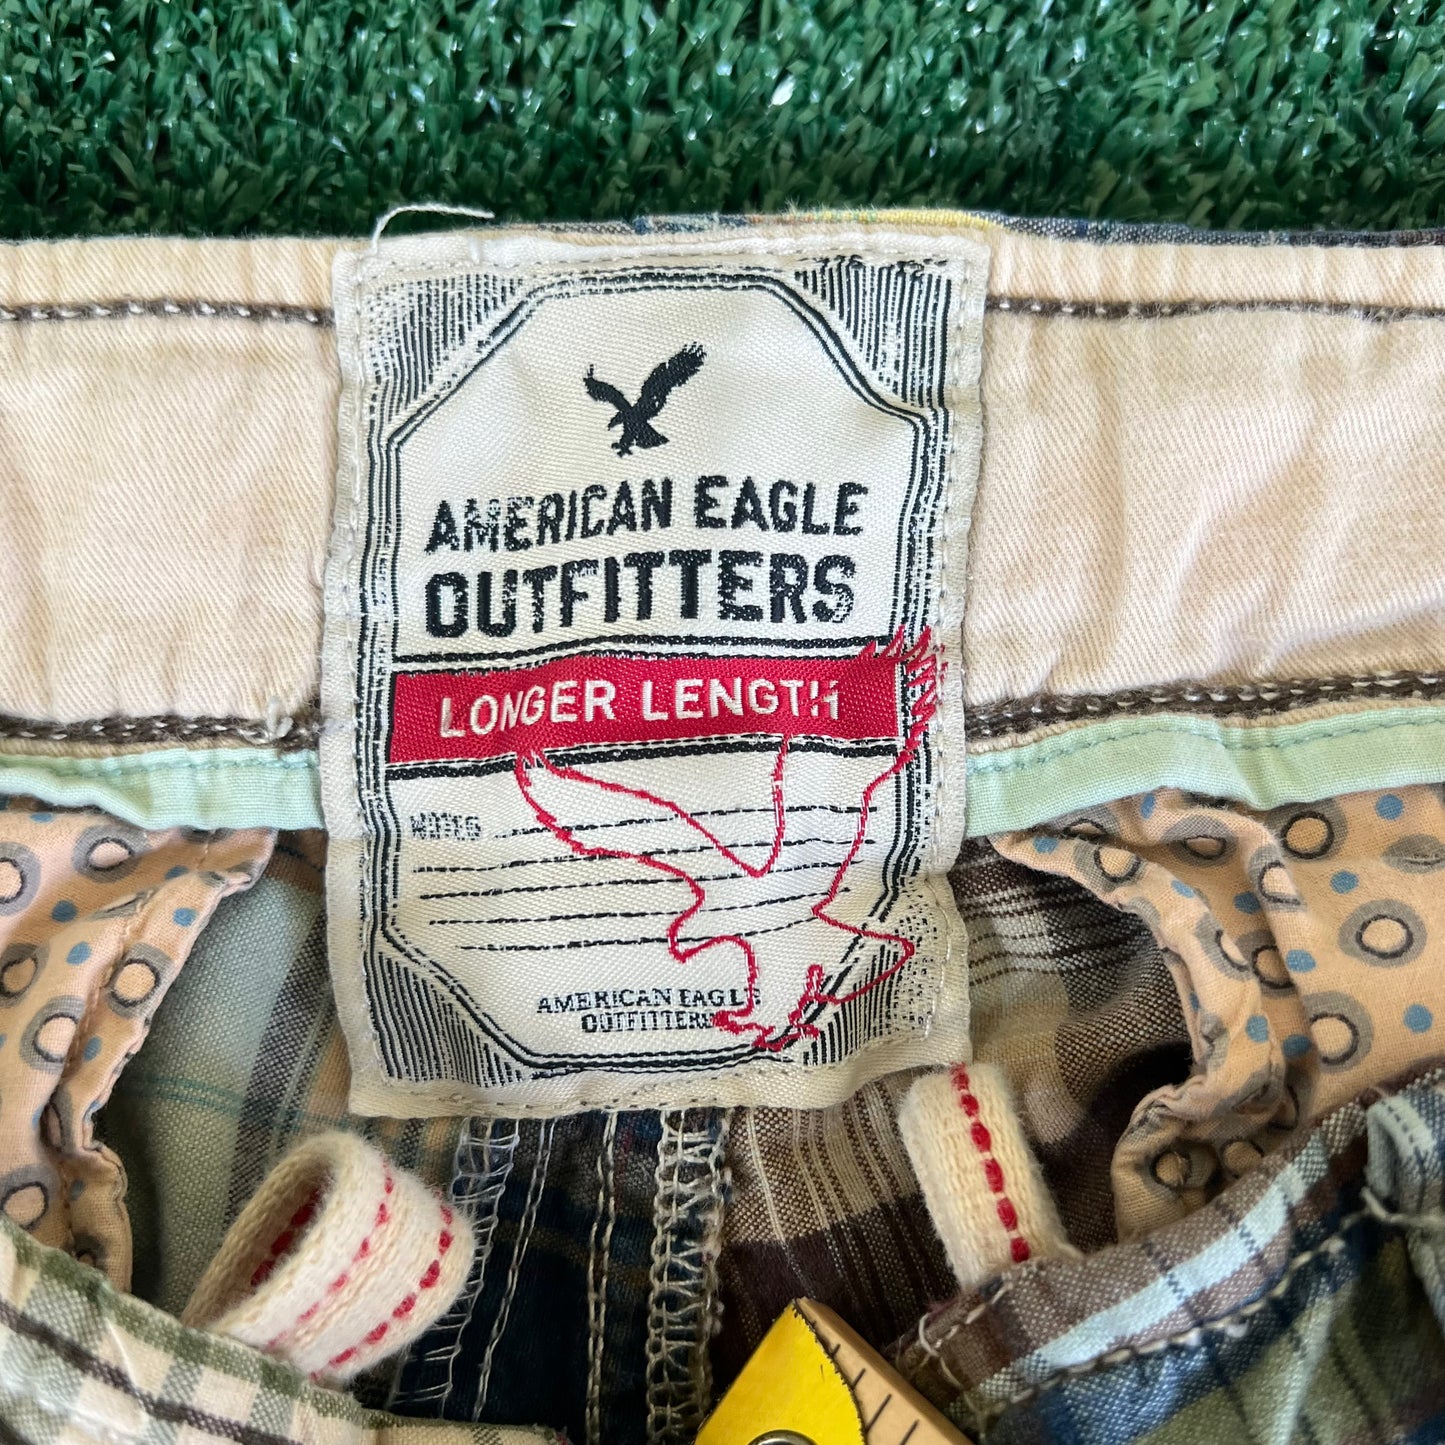 AMERICAN EAGLE
OUTFITTERS
LONGER LENGTH
NOTES
AMERICAN EAGLE
OUTFITTERS